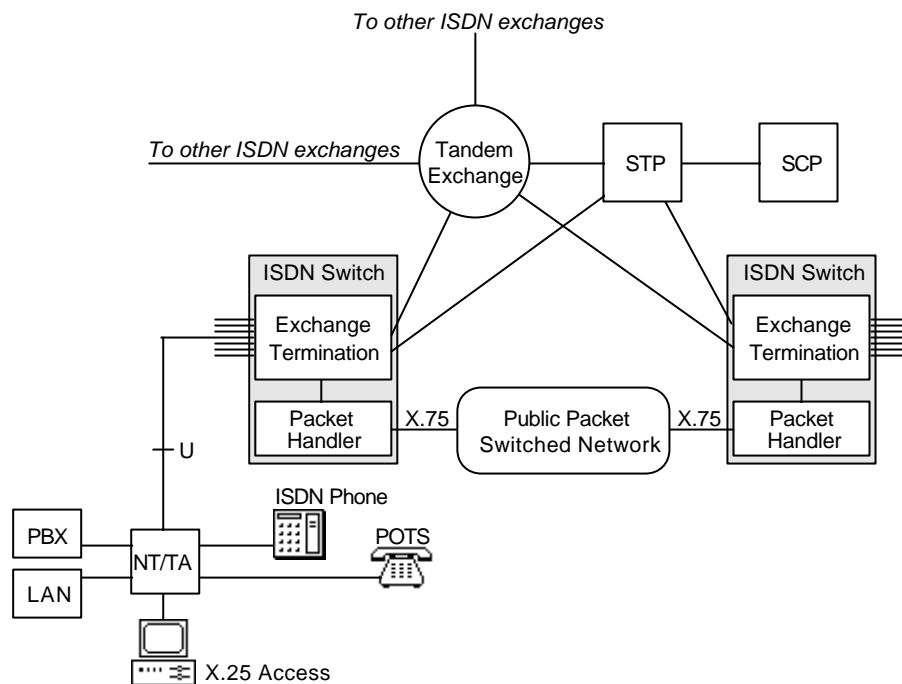 To other ISDN exchanges
To other ISDN exchanges
Tandem
Exchange
STP
SCP
ISDN Switch
ISDN Switch
Exchange
Termination
Exchange
Termination
Packet
Handler
X.75
Public Packet
Switched Network
X.75
Packet
Handler
U
ISDN Phone
PBX
NT/TA
POTS
LAN
X.25 Access